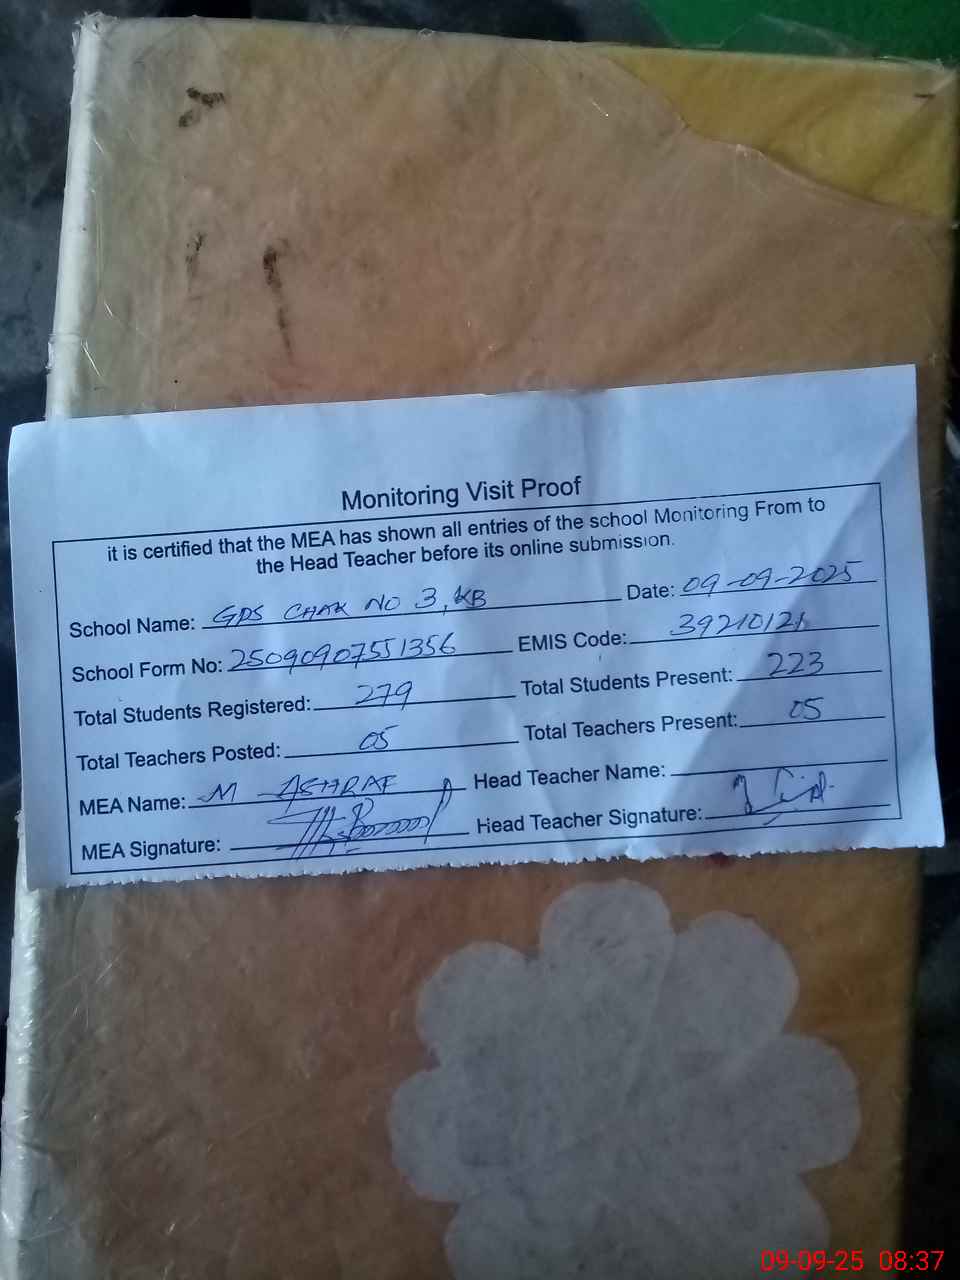 Monitoring Visit Proof
it is certified that the MEA has shown all entries of the school Monitoring From to
the Head Teacher before its online submission.
School Name: GPS CHAK NO 3, KB Date: 09-09-2025
School Form No: 25090907551356 EMIS Code: 39210121
Total Students Registered: 279 Total Students Present: 223
Total Teachers Posted: 05 Total Teachers Present: 05
MEA Name: M ASHRAF Head Teacher Name:
MEA Signature: Head Teacher Signature:
09-09-25 08:37